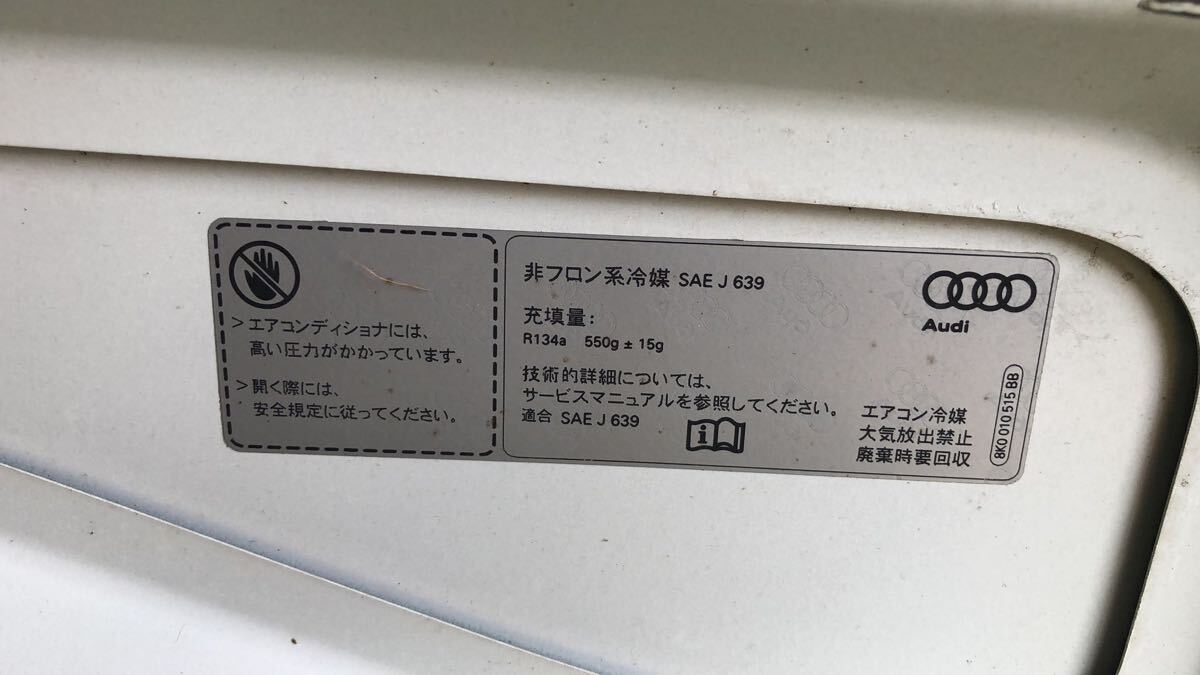 >エアコンディショナには、
高い圧力がかかっています。
>開く際には、
安全規定に従ってください。
非フロン系冷媒 SAE J 639
充填量:
R134a 550g ± 15g
技術的詳細については、
サービスマニュアルを参照してください。
適合 SAE J 639
Audi
エアコン冷媒
大気放出禁止
廃棄時要回収
8K0 010 515 BB